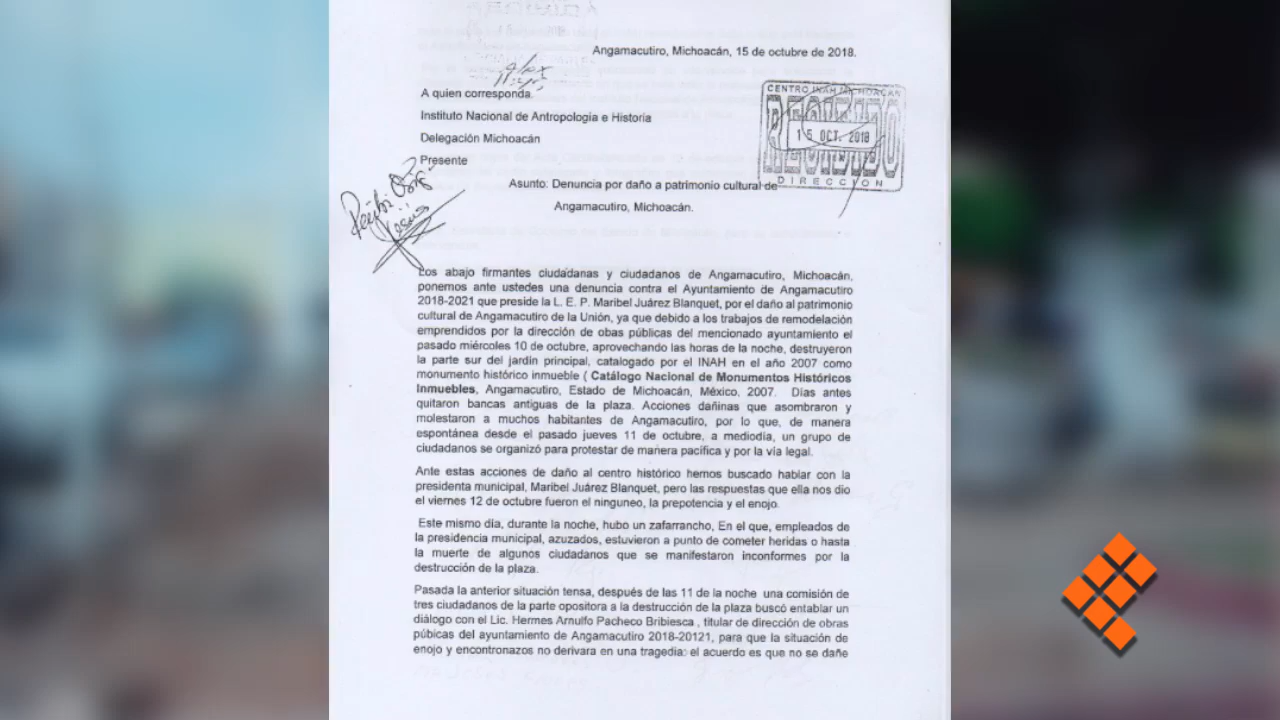 Angamacutiro, Michoacán, 15 de octubre de 2018.
A quien corresponda.
Instituto Nacional de Antropologia e Historia
Delegación Michoacán
Presente
CENTRO INAH MICHOACAN
RECIBIDO
15 OCT. 2018
DIRECCION
Recibi Orig
Jesús
Asunto: Denuncia por daño a patrimonio cultural de
Angamacutiro, Michoacán.
Los abajo firmantes ciudadanas y ciudadanos de Angamacutiro, Michoacán,
ponemos ante ustedes una denuncia contra el Ayuntamiento de Angamacutiro
2018-2021 que preside la L. E. P. Maribel Juárez Blanquet, por el daño al patrimonio
cultural de Angamacutiro de la Unión, ya que debido a los trabajos de remodelación
emprendidos por la dirección de obas públicas del mencionado ayuntamiento el
pasado miércoles 10 de octubre, aprovechando las horas de la noche, destruyeron
la parte sur del jardín principal, catalogado por el INAH en el año 2007 como
monumento histórico inmueble ( Catálogo Nacional de Monumentos Históricos
Inmuebles, Angamacutiro, Estado de Michoacán, México, 2007. Días antes
quitaron bancas antiguas de la plaza. Acciones dañinas que asombraron y
molestaron a muchos habitantes de Angamacutiro, por lo que, de manera
espontánea desde el pasado jueves 11 de octubre, a mediodía, un grupo de
ciudadanos se organizó para protestar de manera pacífica y por la vía legal.
Ante estas acciones de daño al centro histórico hemos buscado hablar con la
presidenta municipal, Maribel Juárez Blanquet, pero las respuestas que ella nos dio
el viernes 12 de octubre fueron el ninguneo, la prepotencia y el enojo.
Este mismo día, durante la noche, hubo un zafarrancho, En el que, empleados de
la presidencia municipal, azuzados, estuvieron a punto de cometer heridas o hasta
la muerte de algunos ciudadanos que se manifestaron inconformes por la
destrucción de la plaza.
Pasada la anterior situación tensa, después de las 11 de la noche una comisión de
tres ciudadanos de la parte opositora a la destrucción de la plaza buscó entablar un
diálogo con el Lic. Hermes Arnulfo Pacheco Bribiesca , titular de dirección de obras
púbicas del ayuntamiento de Angamacutiro 2018-20121, para que la situación de
enojo y encontronazos no derivara en una tragedia: el acuerdo es que no se dañe